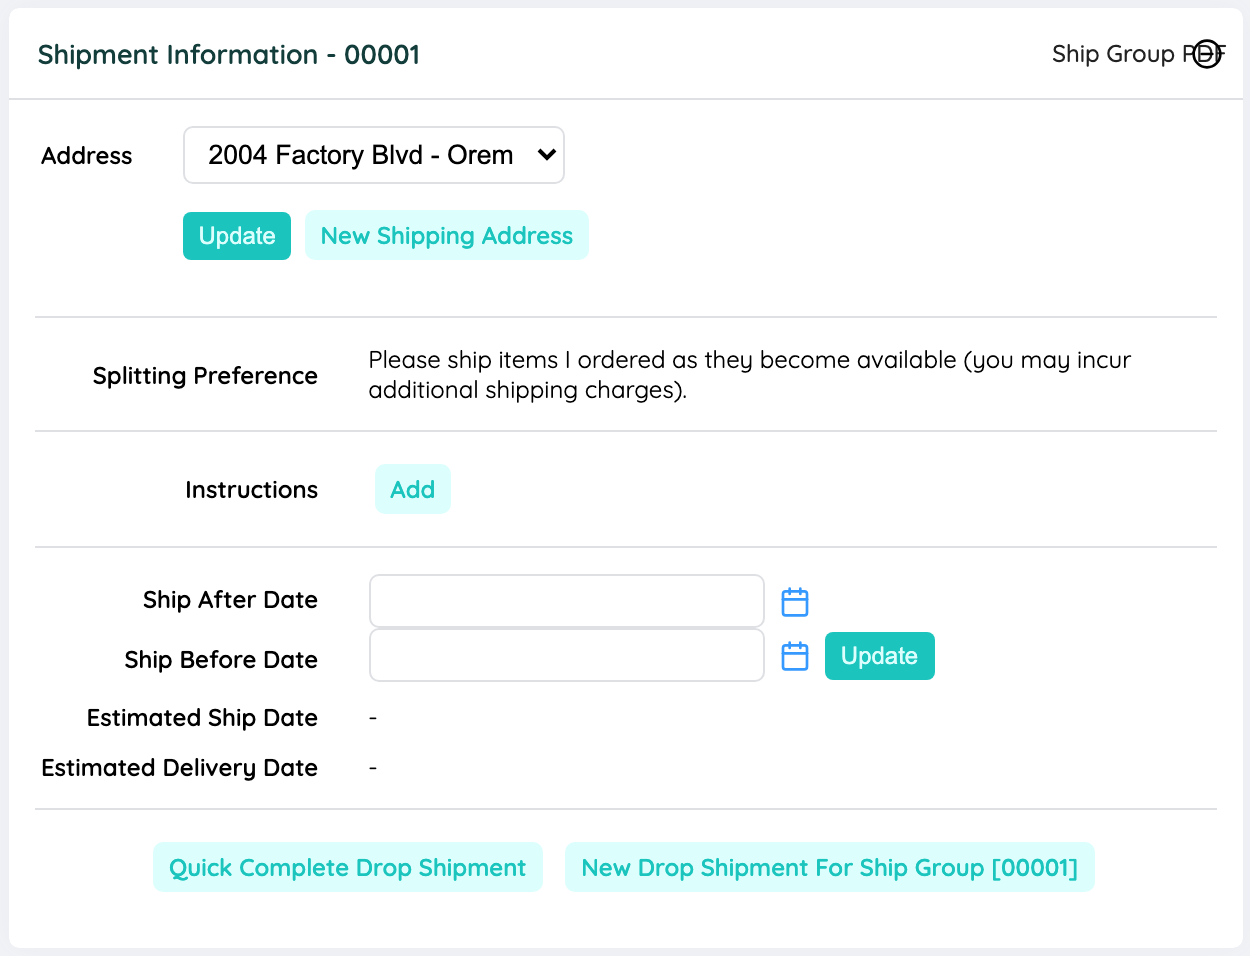 Shipment Information - 00001
Ship Group PDF
Address
2004 Factory Blvd - Orem
Update
New Shipping Address
Splitting Preference
Please ship items I ordered as they become available (you may incur
additional shipping charges).
Instructions
Add
Ship After Date
Ship Before Date
Update
Estimated Ship Date -
Estimated Delivery Date -
Quick Complete Drop Shipment
New Drop Shipment For Ship Group [00001]